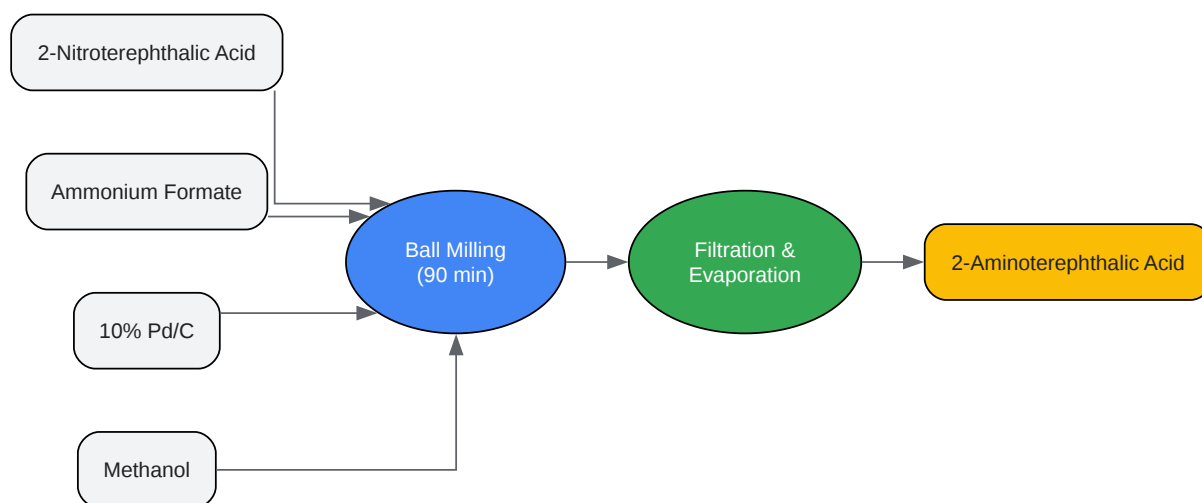 2-Nitroterephthalic Acid
Ammonium Formate
10% Pd/C
Methanol
Ball Milling
(90 min)
Filtration &
Evaporation
2-Aminoterephthalic Acid